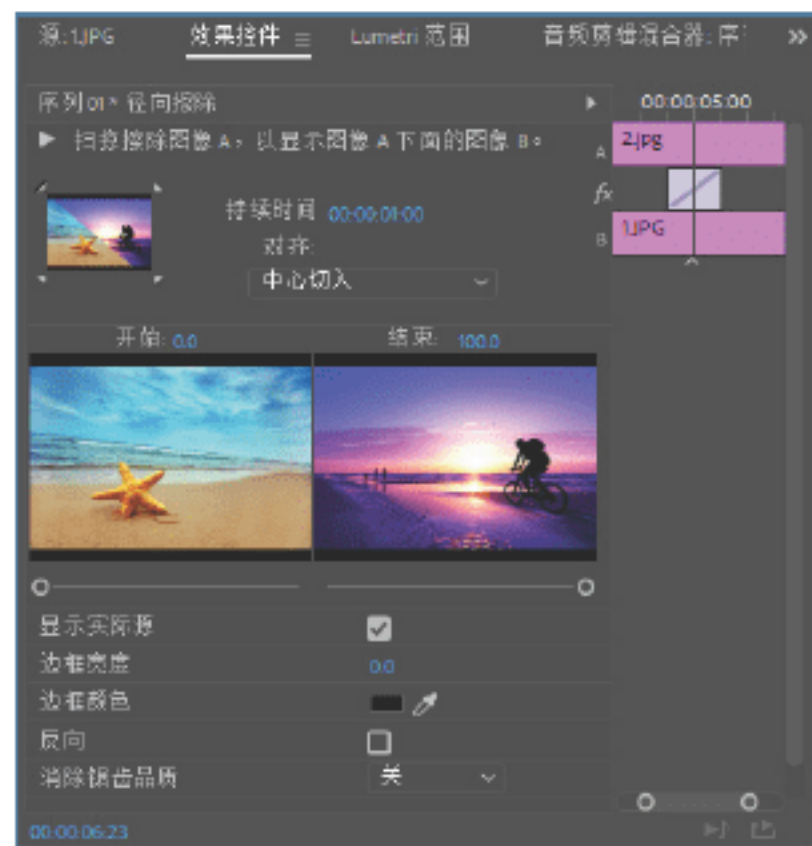 源: 1.JPG 效果控件 ≡ Lumetri 范围 音频剪辑混合器: 序 »
序列 01 * 径向擦除 00:00:05:00
扫掠擦除图像 A，以显示图像 A 下面的图像 B。 A 2.jpg
持续时间 00:00:01:00 fx
对齐: B 1.JPG
中心切入
开始: 0.0 结束: 100.0
显示实际源
边框宽度 0.0
边框颜色
反向
消除锯齿品质 关
00:00:06:23